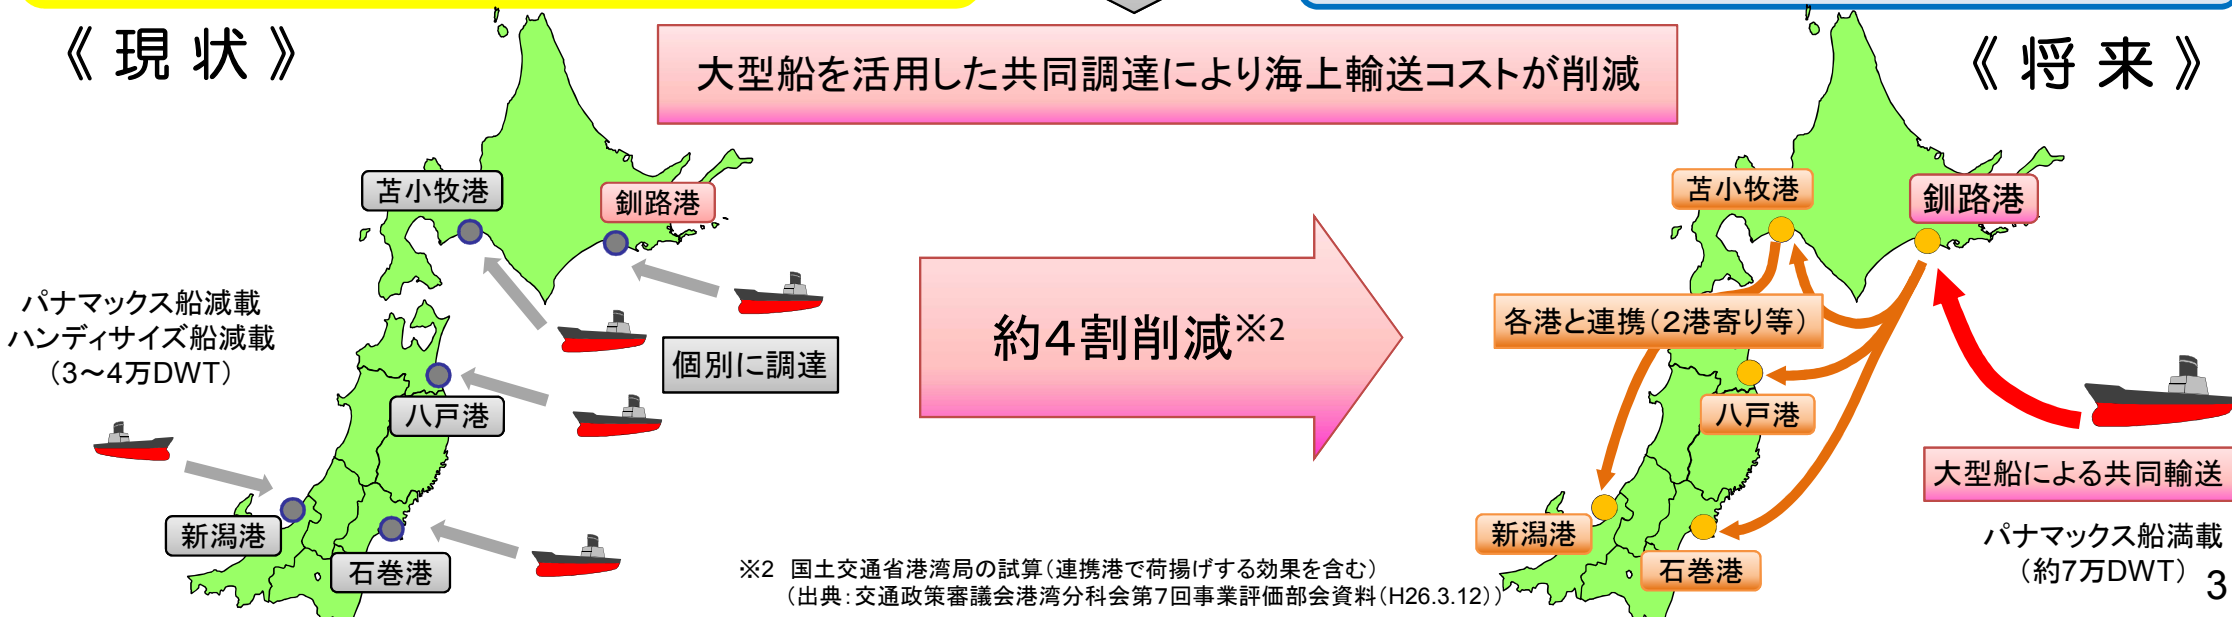 《 現 状 》
大型船を活用した共同調達により海上輸送コストが削減
《 将 来 》
苫小牧港
釧路港
パナマックス船減載
ハンディサイズ船減載
（3～4万DWT）
個別に調達
八戸港
新潟港
石巻港
約４割削減※2
苫小牧港
釧路港
各港と連携（２港寄り等）
八戸港
大型船による共同輸送
新潟港
石巻港
パナマックス船満載
（約7万DWT）
※2 国土交通省港湾局の試算（連携港で荷揚げする効果を含む）
（出典：交通政策審議会港湾分科会第7回事業評価部会資料（H26.3.12））
3